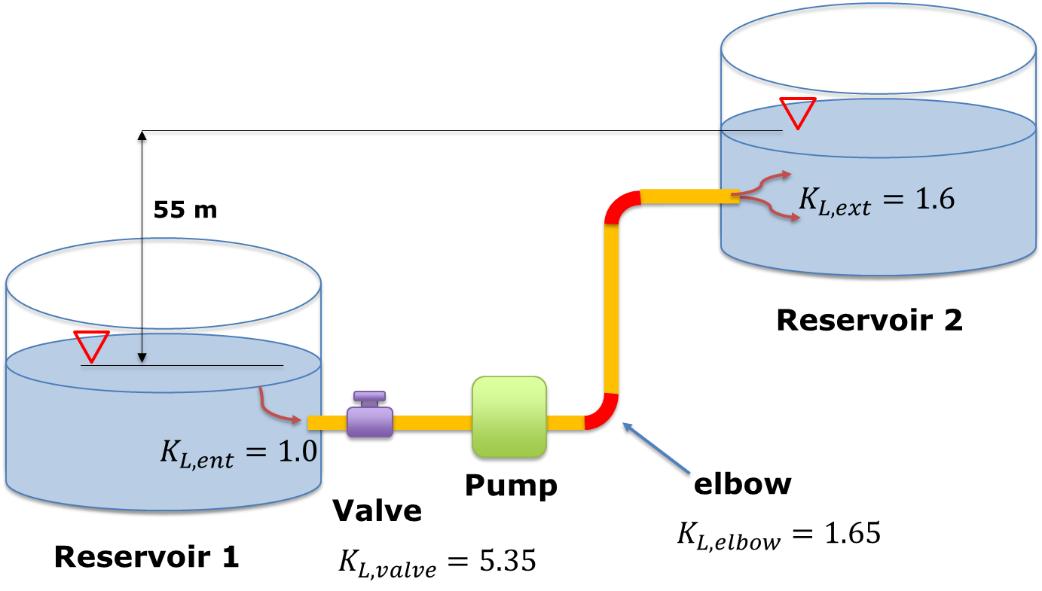 55 m
K_{L,ext} = 1.6
Reservoir 2
K_{L,ent} = 1.0
Pump
elbow
Valve
K_{L,elbow} = 1.65
Reservoir 1
K_{L,valve} = 5.35